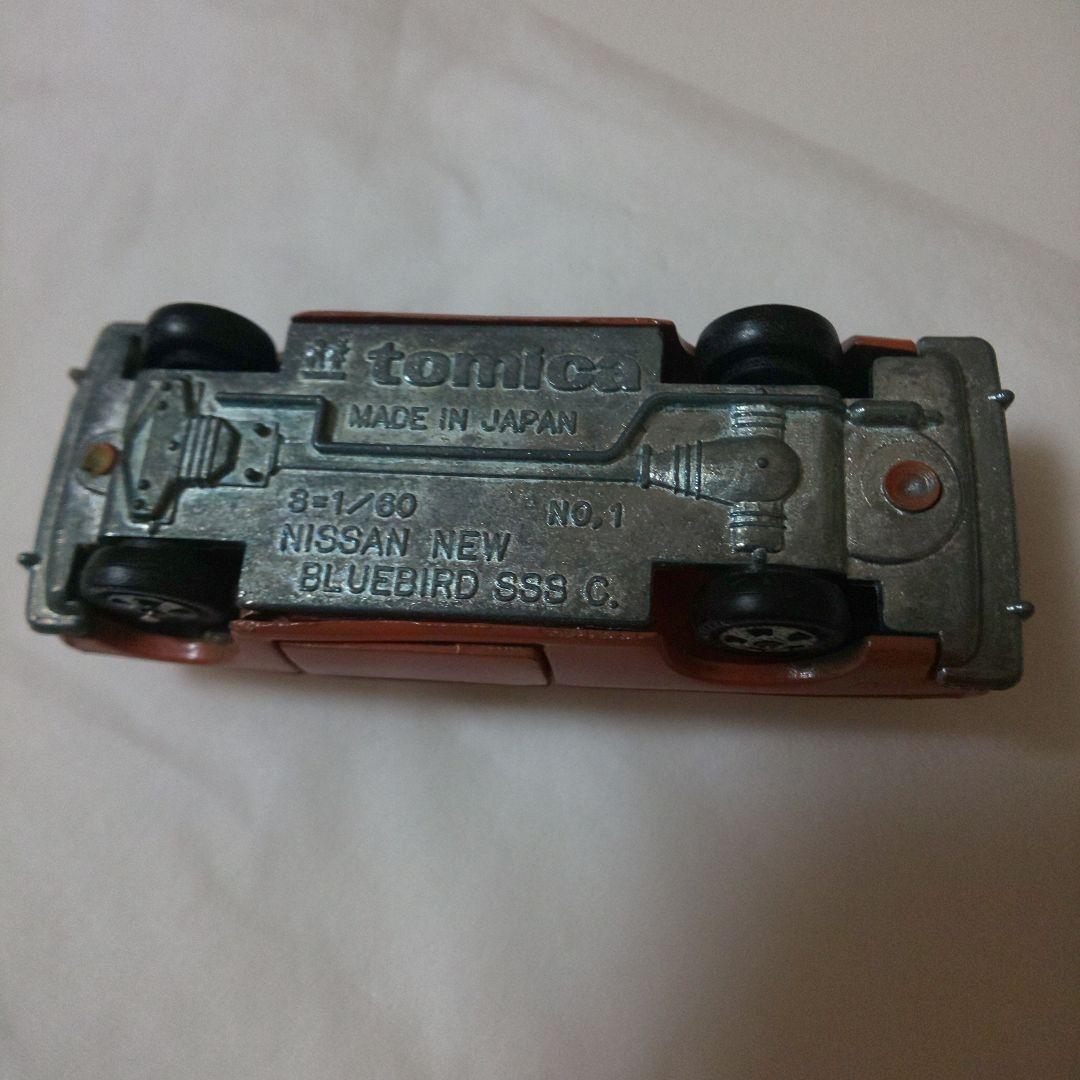 tomica
MADE IN JAPAN
S=1/60 NO,1
NISSAN NEW
BLUEBIRD SSS C.